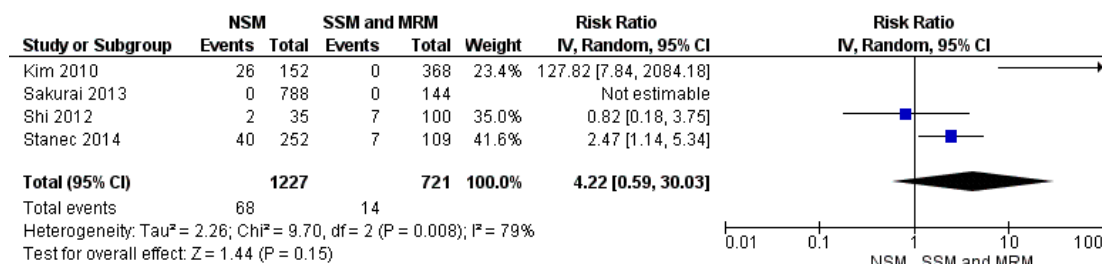 NSM SSM and MRM Risk Ratio Risk Ratio
Study or Subgroup Events Total Events Total Weight IV, Random, 95% CI IV, Random, 95% CI
Kim 2010 26 152 0 368 23.4% 127.82 [7.84, 2084.18]
Sakurai 2013 0 788 0 144 Not estimable
Shi 2012 2 35 7 100 35.0% 0.82 [0.18, 3.75]
Stanec 2014 40 252 7 109 41.6% 2.47 [1.14, 5.34]
Total (95% CI) 1227 721 100.0% 4.22 [0.59, 30.03]
Total events 68 14
Heterogeneity: Tau² = 2.26; Chi² = 9.70, df = 2 (P = 0.008); I² = 79%
Test for overall effect: Z = 1.44 (P = 0.15)
0.01 0.1 1 10 100
NSM SSM and MRM